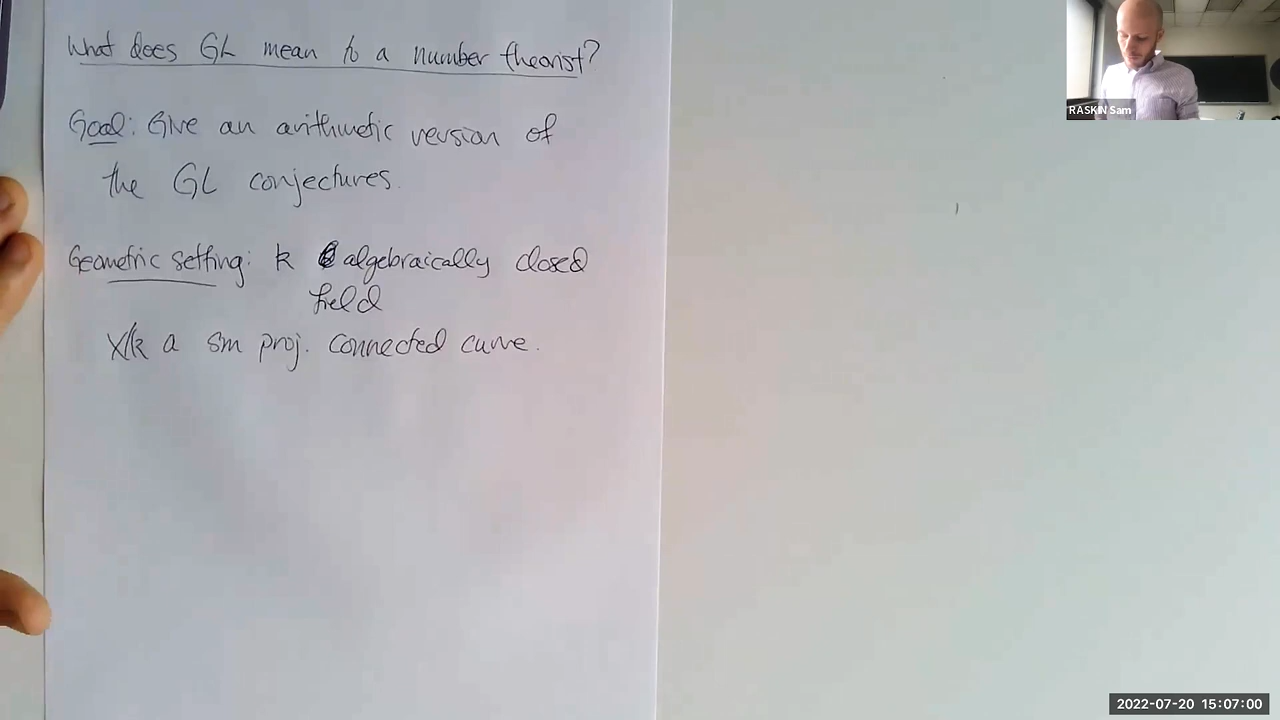 What does GL mean to a number theorist?
Goal: Give an arithmetic version of
the GL conjectures.
Geometric setting: k algebraically closed
field
X/k a sm proj. connected curve.
RASKIN Sam
2022-07-20 15:07:00